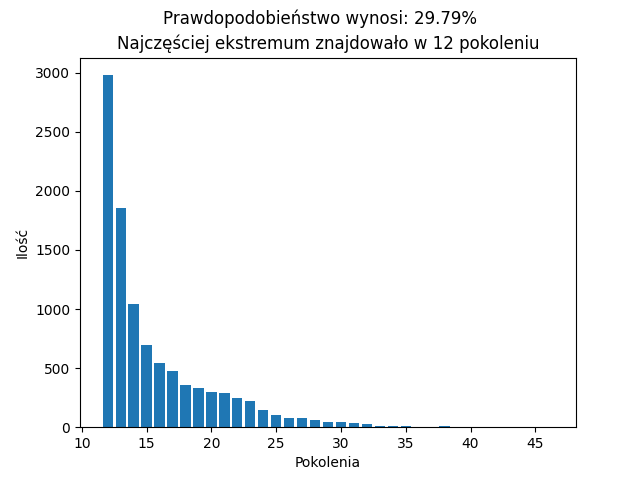 Prawdopodobieństwo wynosi: 29.79%
Najczęściej ekstremum znajdowało w 12 pokoleniu
3000
2500
2000
1500
1000
500
0
Ilość
10 15 20 25 30 35 40 45
Pokolenia